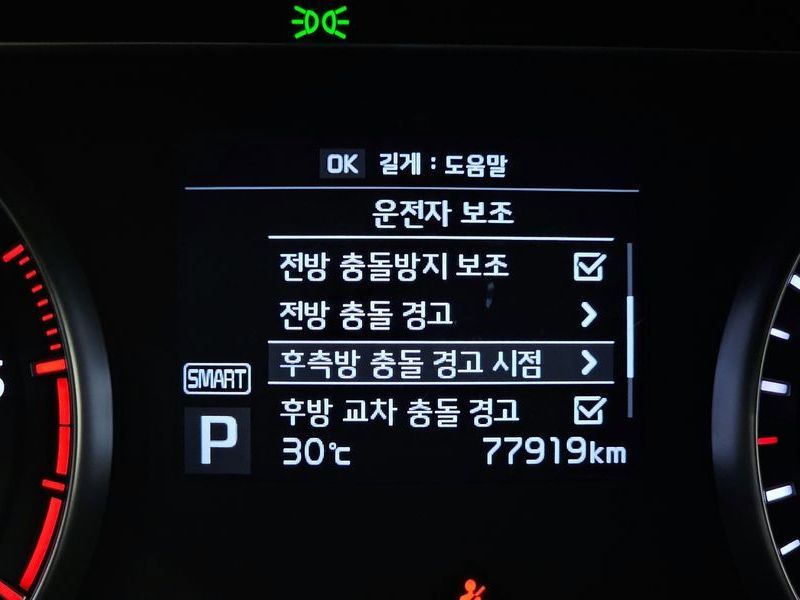 OK 길게 : 도움말
운전자 보조
전방 충돌방지 보조
전방 충돌 경고
후측방 충돌 경고 시점
후방 교차 충돌 경고
SMART
P
30℃ 77919km